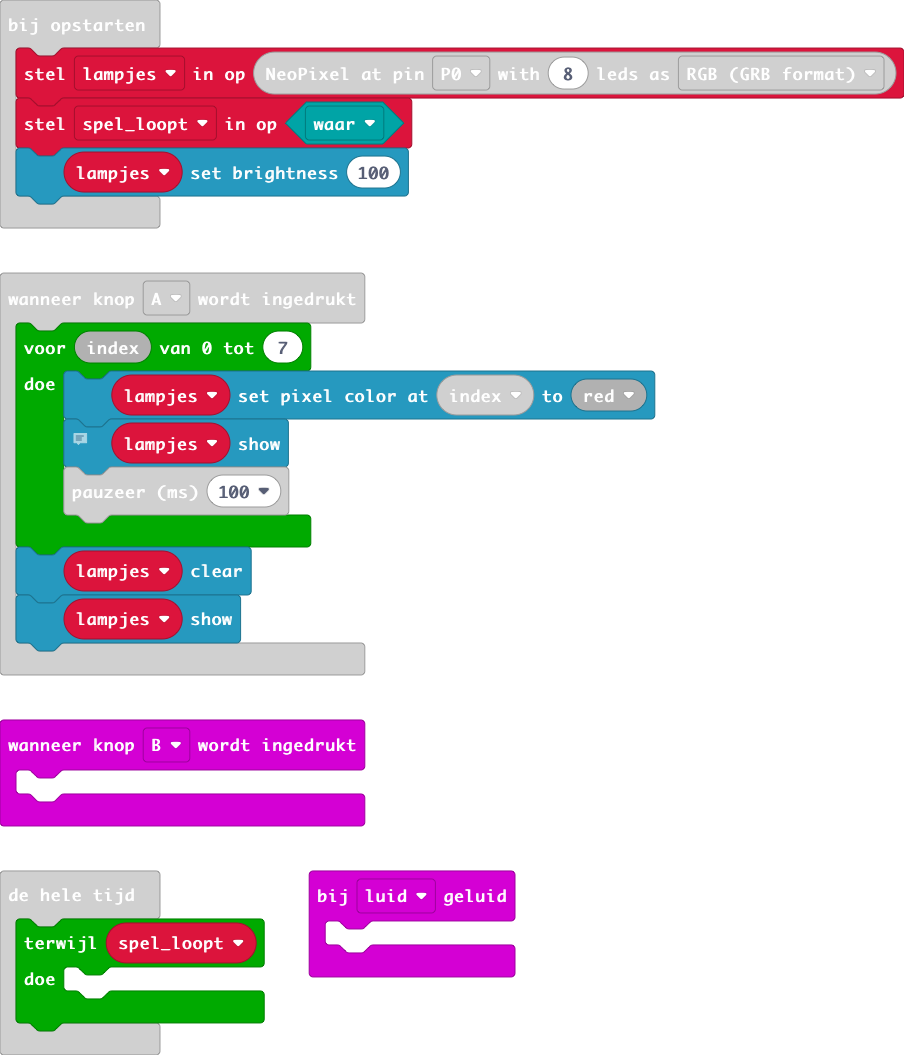 bij opstarten
stel lampjes in op NeoPixel at pin P0 with 8 leds as RGB (GRB format)
stel spel_loopt in op waar
lampjes set brightness 100
wanneer knop A wordt ingedrukt
voor index van 0 tot 7
doe lampjes set pixel color at index to red
lampjes show
pauzeer (ms) 100
lampjes clear
lampjes show
wanneer knop B wordt ingedrukt
de hele tijd
terwijl spel_loopt
doe
bij luid geluid